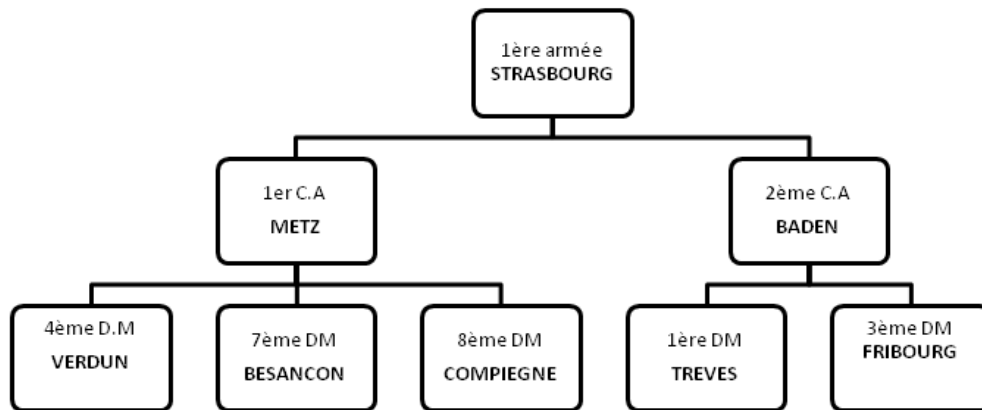 1ère armée
STRASBOURG
1er C.A
METZ
2ème C.A
BADEN
4ème D.M
VERDUN
7ème DM
BESANCON
8ème DM
COMPIEGNE
1ère DM
TREVES
3ème DM
FRIBOURG